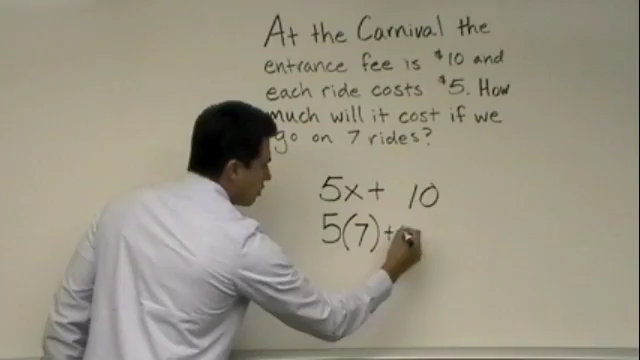 At the Carnival the
entrance fee is $10 and
each ride costs $5. How
much will it cost if we
go on 7 rides?
5x+ 10
5(7)+